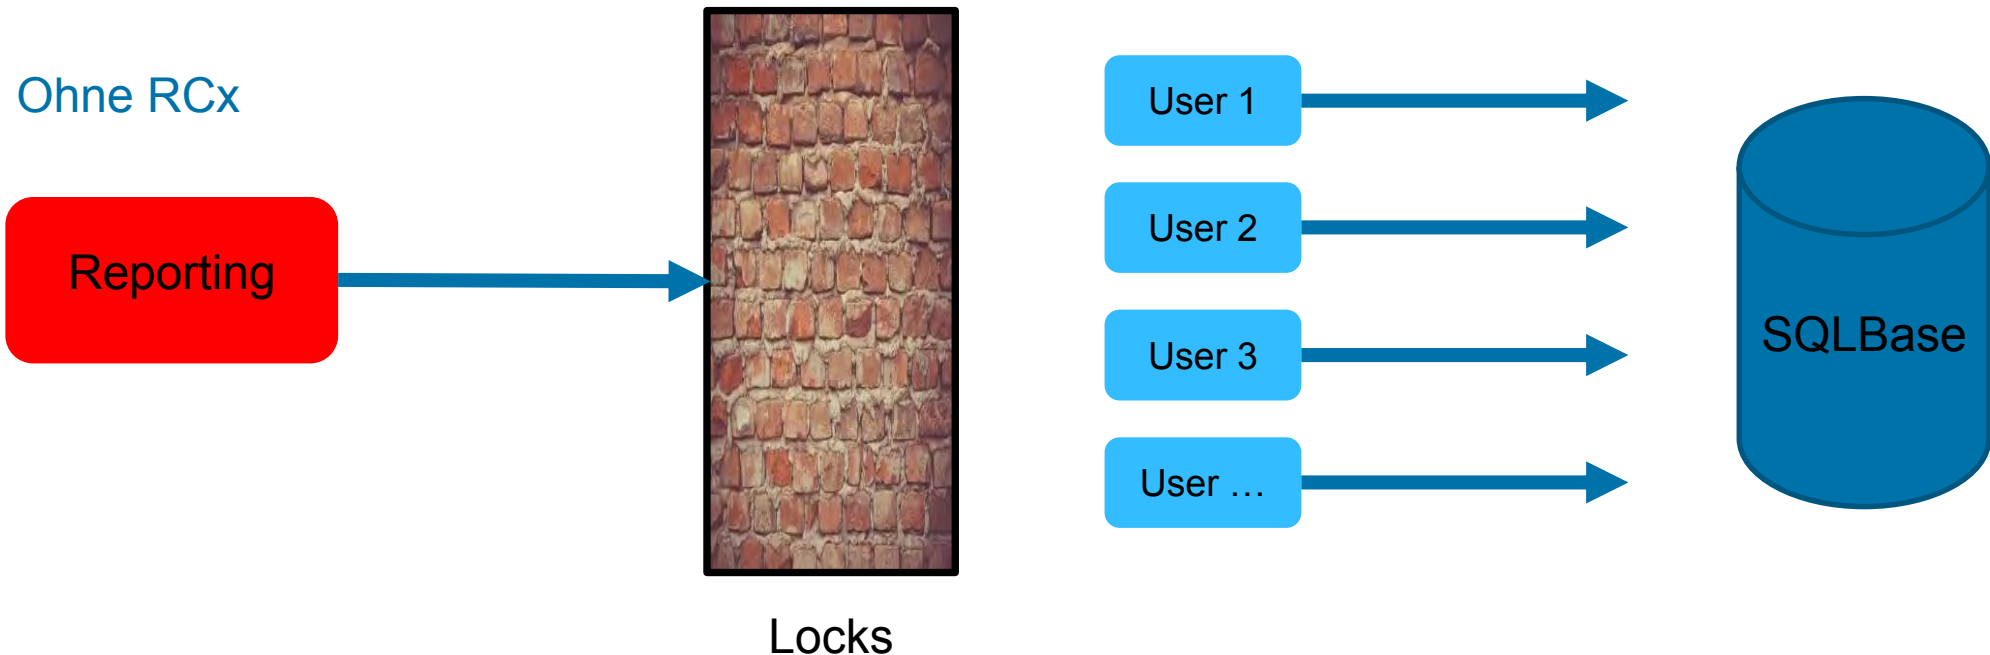 Ohne RCx
Reporting
Locks
User 1
User 2
User 3
User …
SQLBase